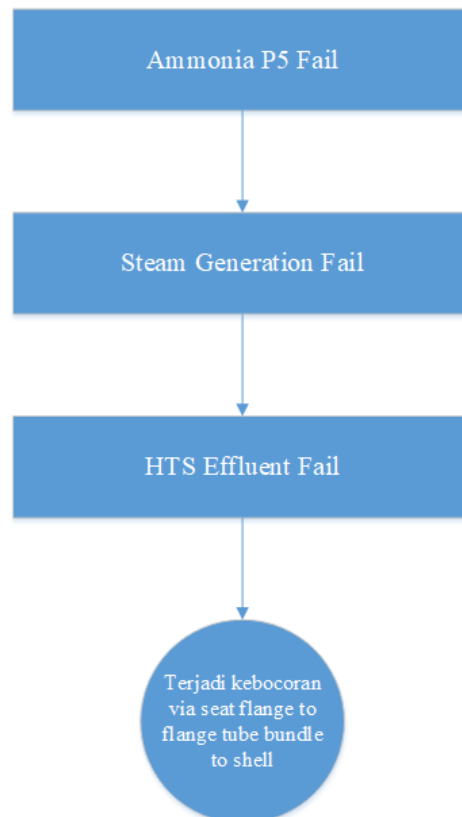 Ammonia P5 Fail
Steam Generation Fail
HTS Effluent Fail
Terjadi kebocoran
via seat flange to
flange tube bundle
to shell